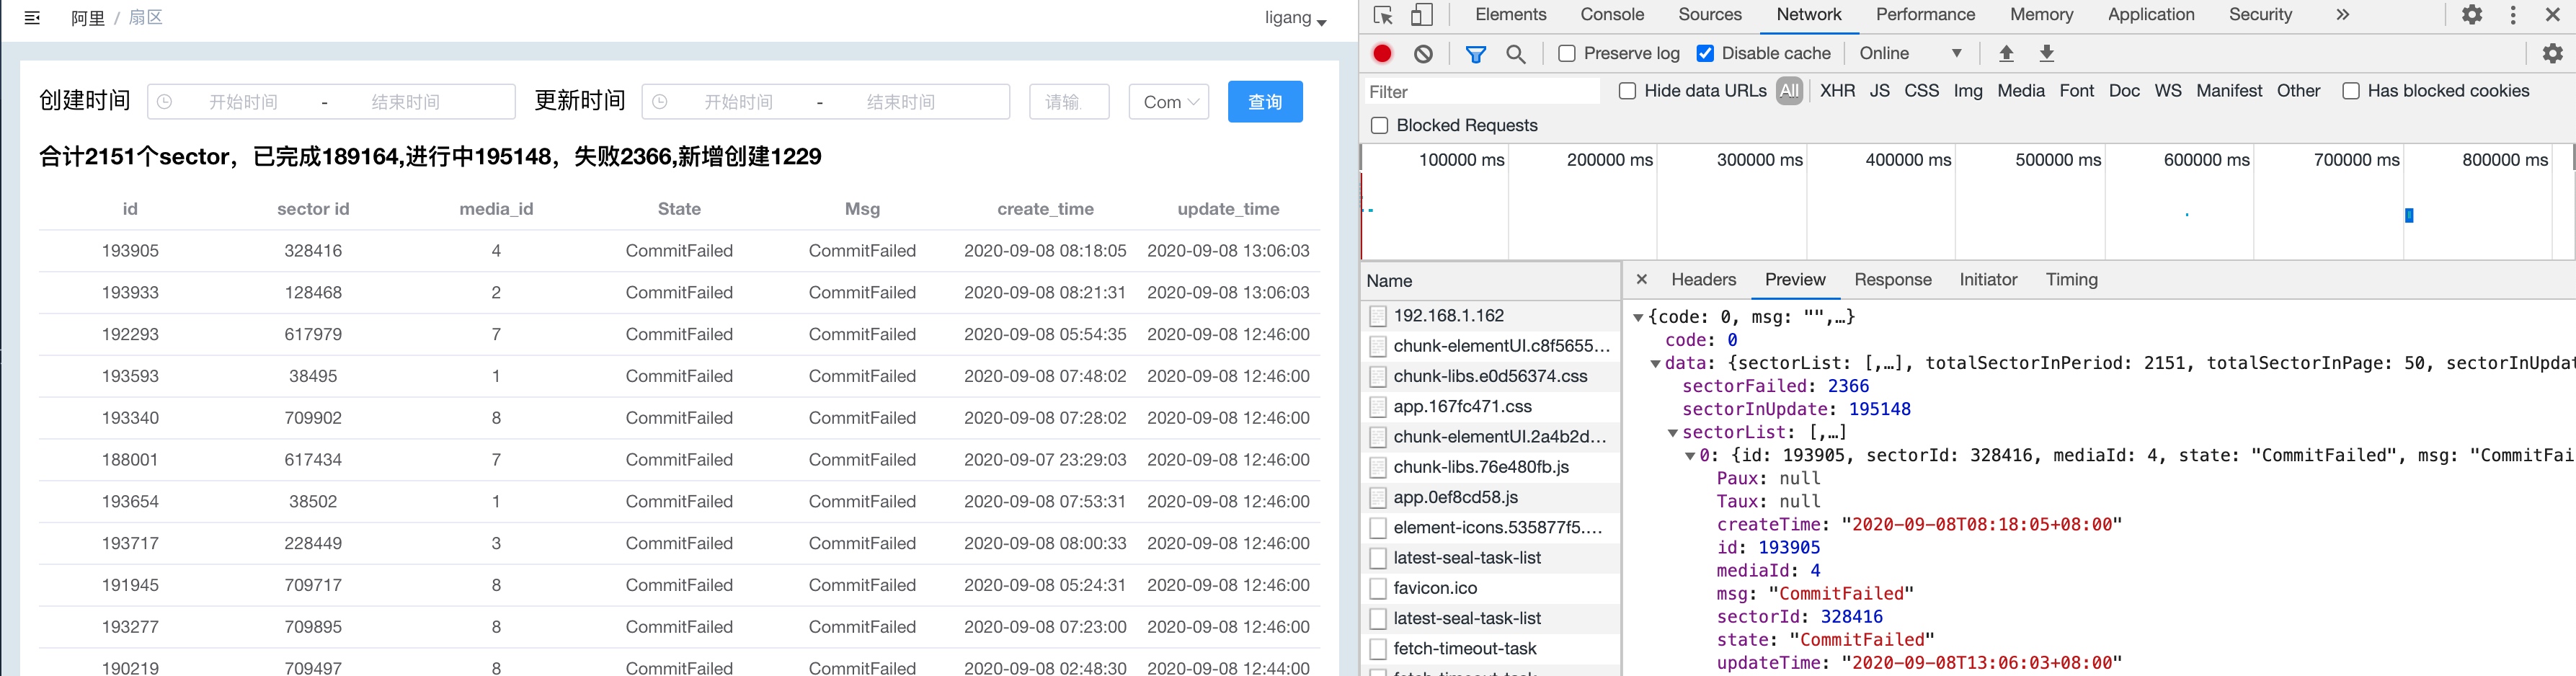 阿里 / 扇区
ligang
创建时间 开始时间 - 结束时间 更新时间 开始时间 - 结束时间 请输. Com 查询
合计2151个sector，已完成189164,进行中195148，失败2366,新增创建1229
id sector id media_id State Msg create_time update_time
193905 328416 4 CommitFailed CommitFailed 2020-09-08 08:18:05 2020-09-08 13:06:03
193933 128468 2 CommitFailed CommitFailed 2020-09-08 08:21:31 2020-09-08 13:06:03
192293 617979 7 CommitFailed CommitFailed 2020-09-08 05:54:35 2020-09-08 12:46:00
193593 38495 1 CommitFailed CommitFailed 2020-09-08 07:48:02 2020-09-08 12:46:00
193340 709902 8 CommitFailed CommitFailed 2020-09-08 07:28:02 2020-09-08 12:46:00
188001 617434 7 CommitFailed CommitFailed 2020-09-07 23:29:03 2020-09-08 12:46:00
193654 38502 1 CommitFailed CommitFailed 2020-09-08 07:53:31 2020-09-08 12:46:00
193717 228449 3 CommitFailed CommitFailed 2020-09-08 08:00:33 2020-09-08 12:46:00
191945 709717 8 CommitFailed CommitFailed 2020-09-08 05:24:31 2020-09-08 12:46:00
193277 709895 8 CommitFailed CommitFailed 2020-09-08 07:23:00 2020-09-08 12:46:00
190219 709497 8 CommitFailed CommitFailed 2020-09-08 02:48:30 2020-09-08 12:44:00
Elements Console Sources Network Performance Memory Application Security
Preserve log Disable cache Online
Filter Hide data URLs All XHR JS CSS Img Media Font Doc WS Manifest Other Has blocked cookies
Blocked Requests
100000 ms 200000 ms 300000 ms 400000 ms 500000 ms 600000 ms 700000 ms 800000 ms
Name
192.168.1.162
chunk-elementUI.c8f5655…
chunk-libs.e0d56374.css
app.167fc471.css
chunk-elementUI.2a4b2d…
chunk-libs.76e480fb.js
app.0ef8cd58.js
element-icons.535877f5.…
latest-seal-task-list
favicon.ico
latest-seal-task-list
fetch-timeout-task
fetch-timeout-task
Headers Preview Response Initiator Timing
{code: 0, msg: "",…}
code: 0
data: {sectorList: [,…], totalSectorInPeriod: 2151, totalSectorInPage: 50, sectorInUpdat
sectorFailed: 2366
sectorInUpdate: 195148
sectorList: [,…]
0: {id: 193905, sectorId: 328416, mediaId: 4, state: "CommitFailed", msg: "CommitFai
Paux: null
Taux: null
createTime: "2020-09-08T08:18:05+08:00"
id: 193905
mediaId: 4
msg: "CommitFailed"
sectorId: 328416
state: "CommitFailed"
updateTime: "2020-09-08T13:06:03+08:00"